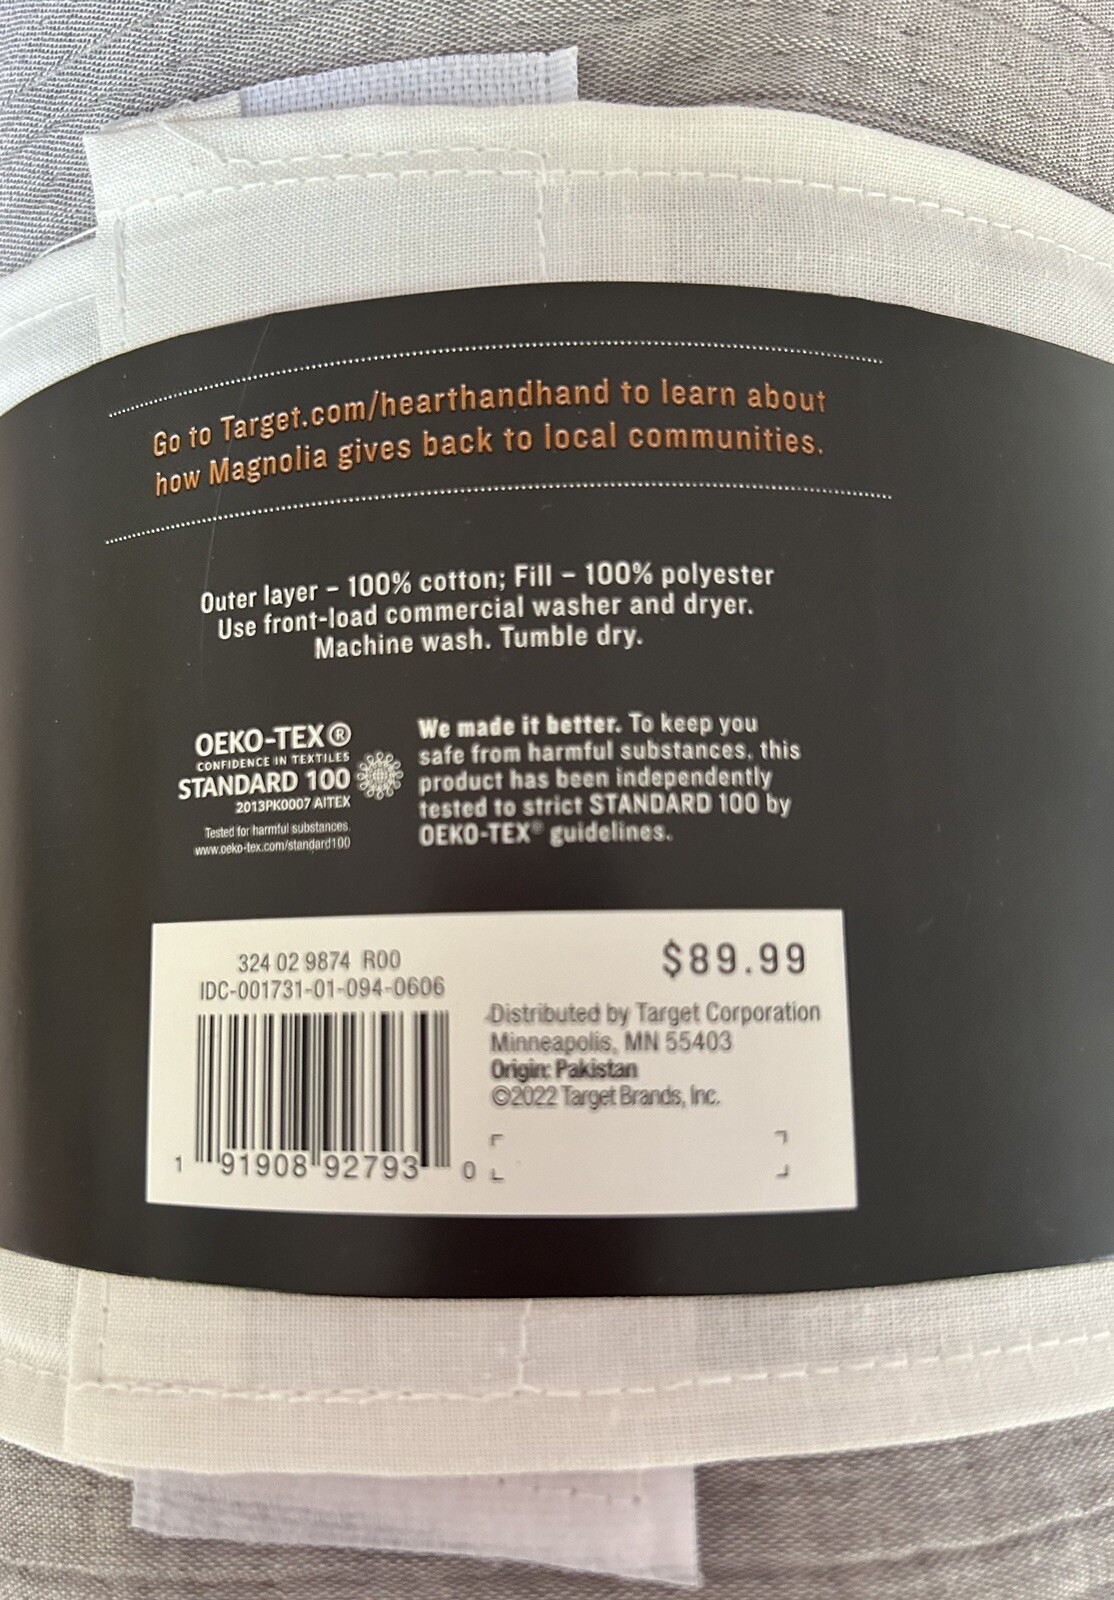 Go to Target.com/hearthandhand to learn about
how Magnolia gives back to local communities.
Outer layer – 100% cotton; Fill – 100% polyester
Use front-load commercial washer and dryer.
Machine wash. Tumble dry.
OEKO-TEX®
CONFIDENCE IN TEXTILES
STANDARD 100
2013PK0007 AITEX
Tested for harmful substances.
www.oeko-tex.com/standard100
We made it better. To keep you
safe from harmful substances, this
product has been independently
tested to strict STANDARD 100 by
OEKO-TEX® guidelines.
324 02 9874 R00
IDC-001731-01-094-0606
1 91908 92793 0
$89.99
Distributed by Target Corporation
Minneapolis, MN 55403
Origin: Pakistan
©2022 Target Brands, Inc.